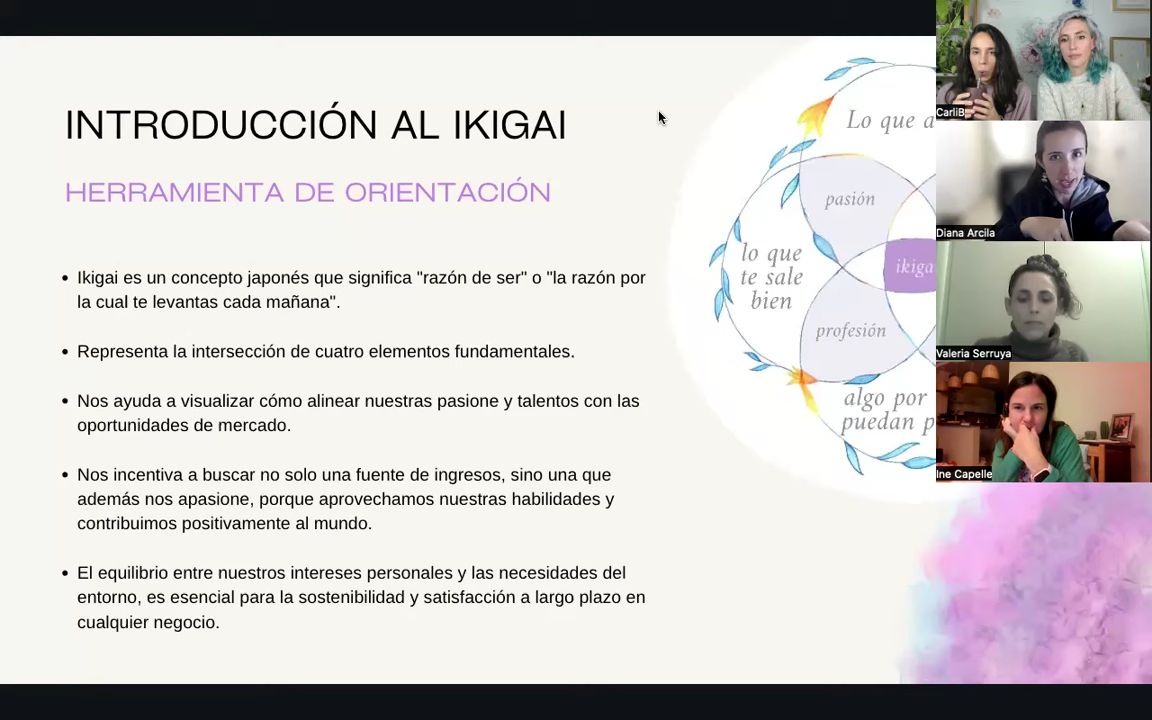 INTRODUCCIÓN AL IKIGAI
HERRAMIENTA DE ORIENTACIÓN
• Ikigai es un concepto japonés que significa "razón de ser" o "la razón por
la cual te levantas cada mañana".
• Representa la intersección de cuatro elementos fundamentales.
• Nos ayuda a visualizar cómo alinear nuestras pasione y talentos con las
oportunidades de mercado.
• Nos incentiva a buscar no solo una fuente de ingresos, sino una que
además nos apasione, porque aprovechamos nuestras habilidades y
contribuimos positivamente al mundo.
• El equilibrio entre nuestros intereses personales y las necesidades del
entorno, es esencial para la sostenibilidad y satisfacción a largo plazo en
cualquier negocio.
Lo que
pasión
lo que
te sale
bien
profesión
algo por
puedan
CarliB
Diana Arcila
Valeria Serruya
Ine Capelle